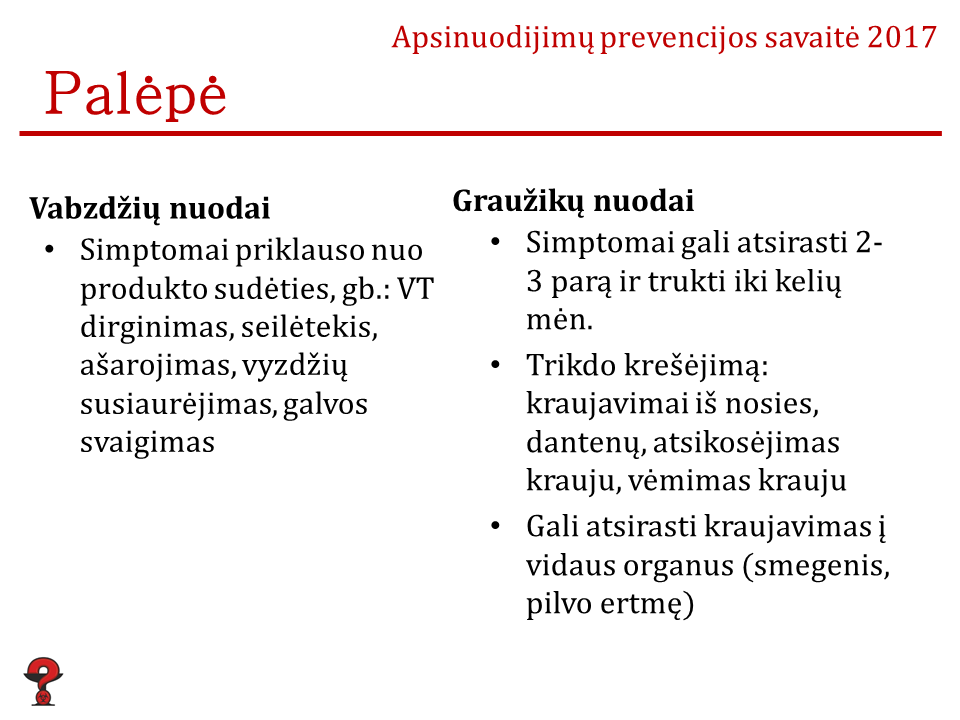 Apsinuodijimų prevencijos savaitė 2017
Palėpė
Vabzdžių nuodai
• Simptomai priklauso nuo
produkto sudėties, gb.: VT
dirginimas, seilėtekis,
ašarojimas, vyzdžių
susiaurėjimas, galvos
svaigimas
Graužikų nuodai
• Simptomai gali atsirasti 2-
3 parą ir trukti iki kelių
mėn.
• Trikdo krešėjimą:
kraujavimai iš nosies,
dantenų, atsikosėjimas
krauju, vėmimas krauju
• Gali atsirasti kraujavimas į
vidaus organus (smegenis,
pilvo ertmę)